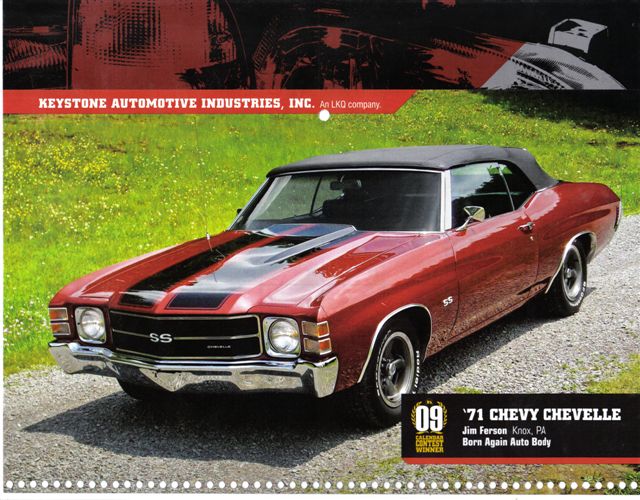 KEYSTONE AUTOMOTIVE INDUSTRIES, INC. An LKQ company.
SS
CHEVELLE
SS
09
CALENDAR
CONTEST
WINNER
'71 CHEVY CHEVELLE
Jim Ferson Knox, PA
Born Again Auto Body